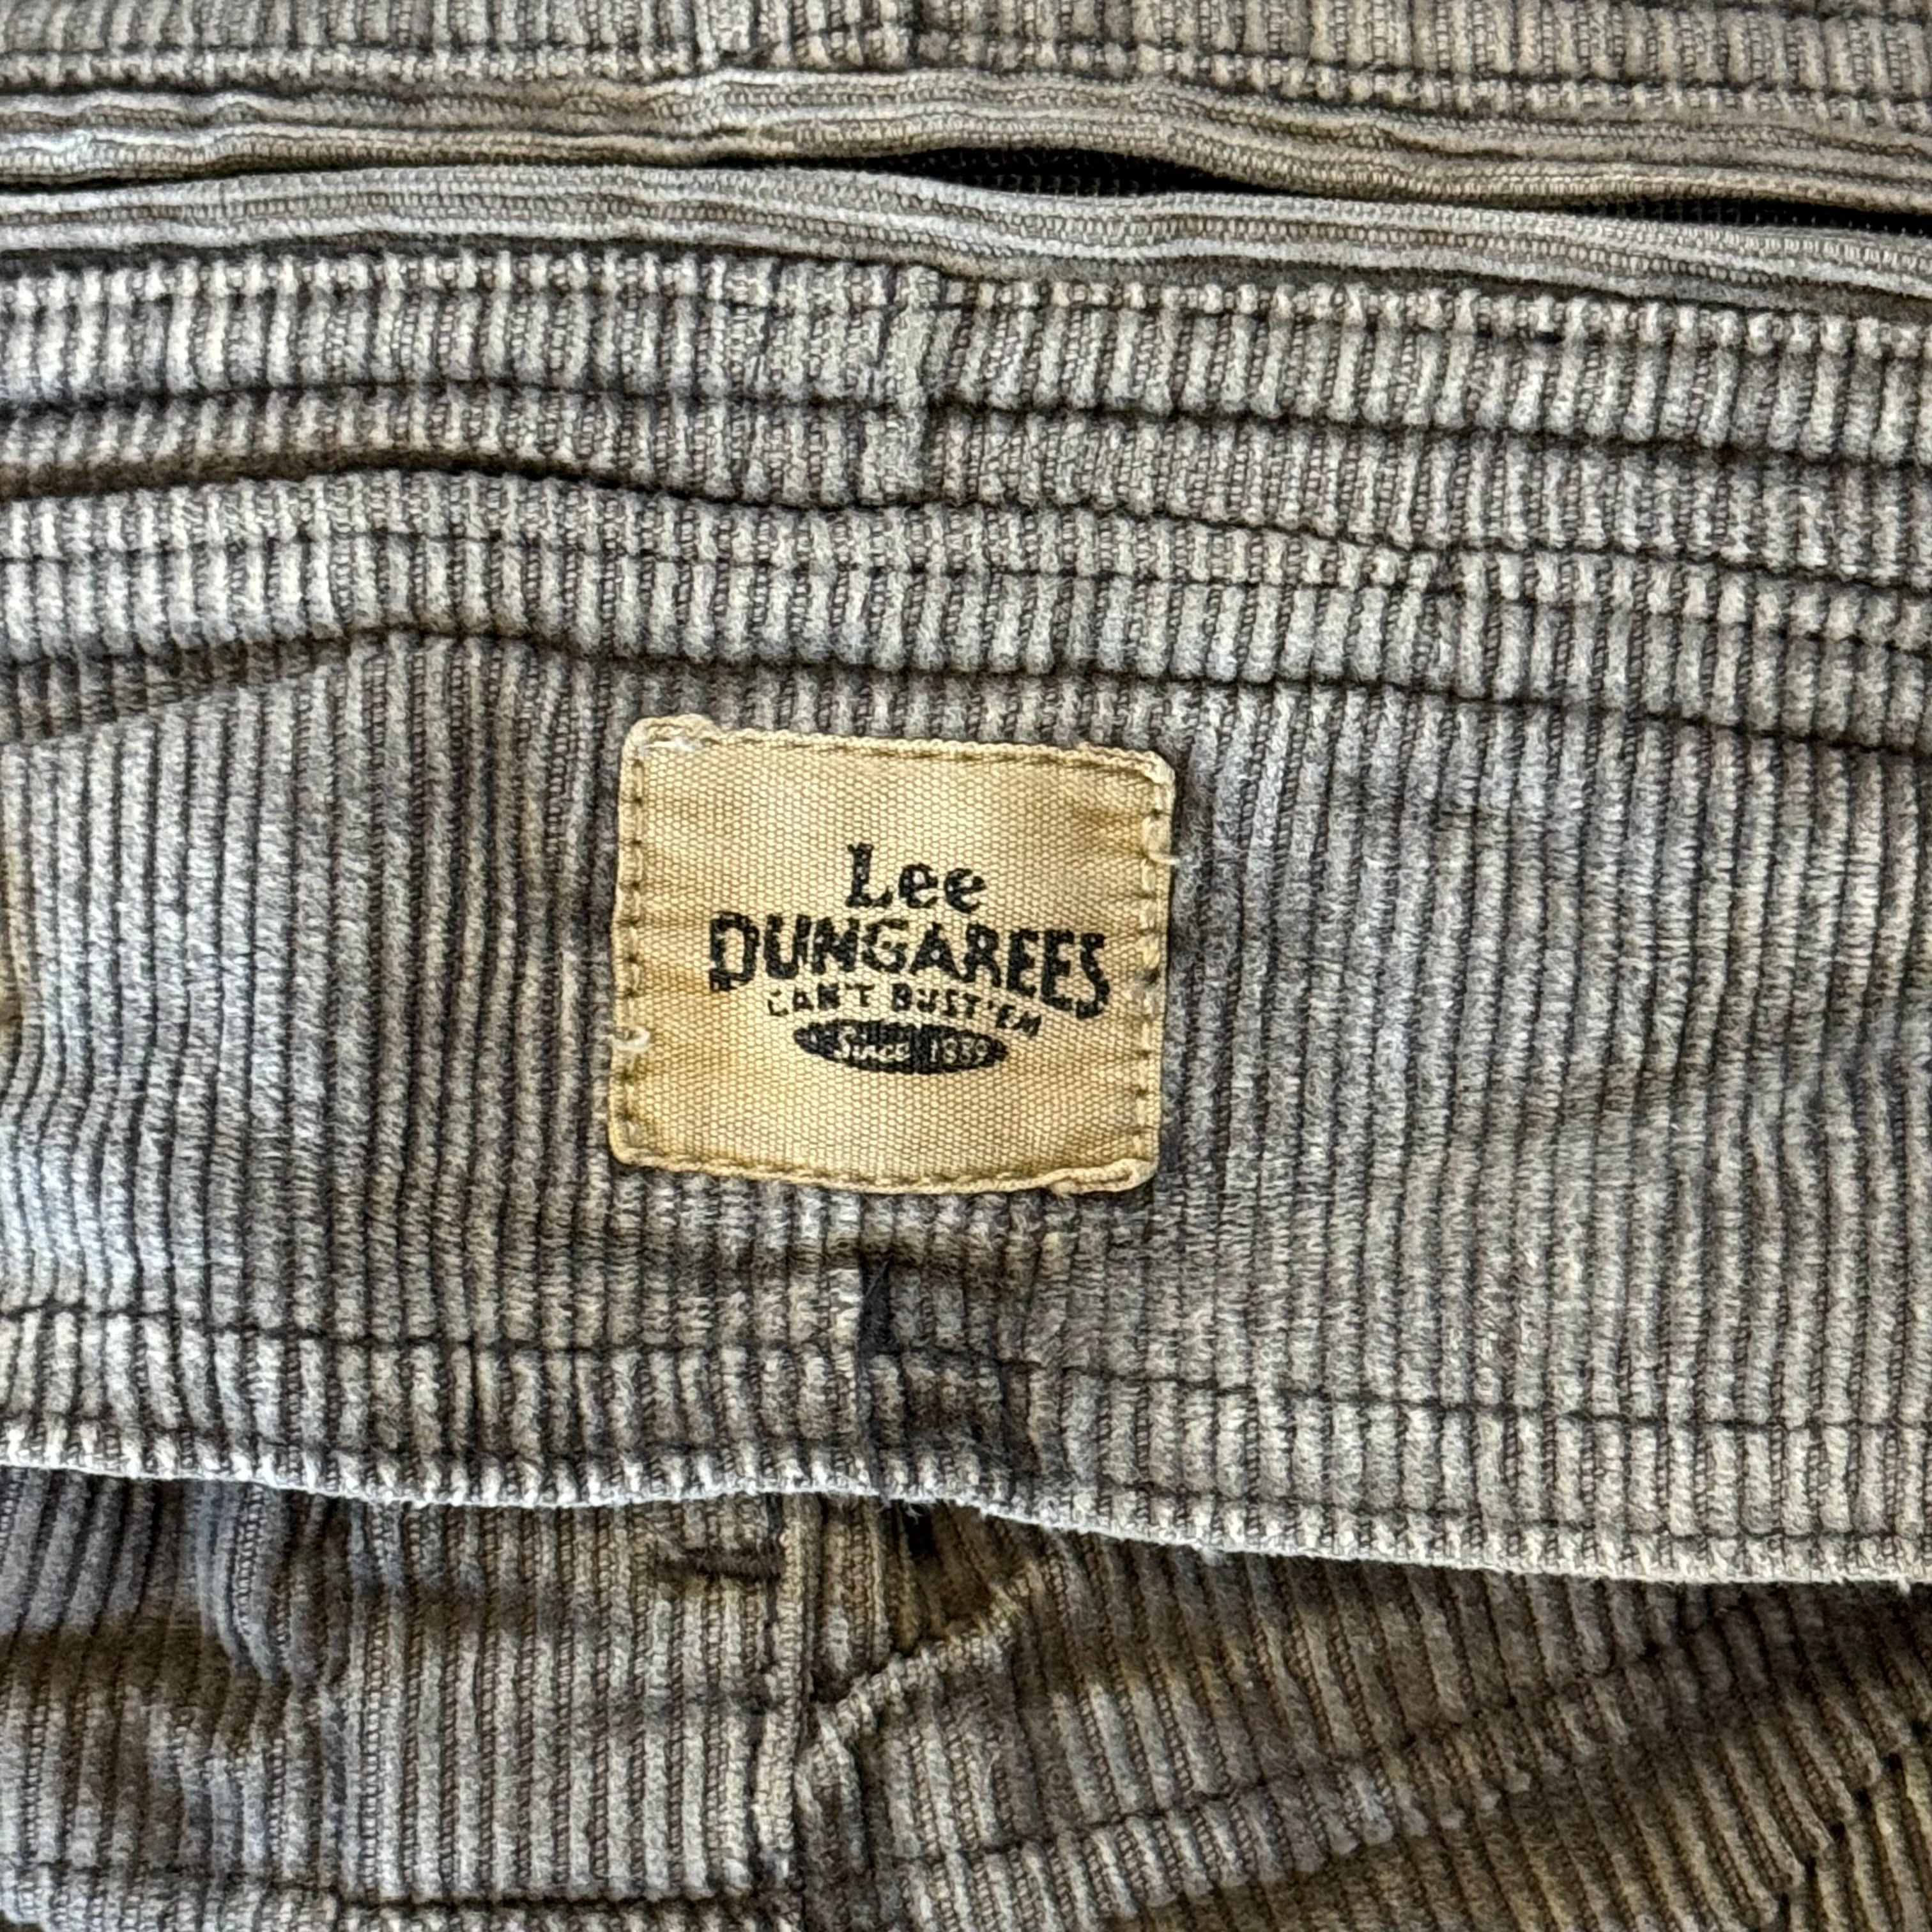 Lee
DUNGAREES
CAN'T BUST'EM
Since 1889